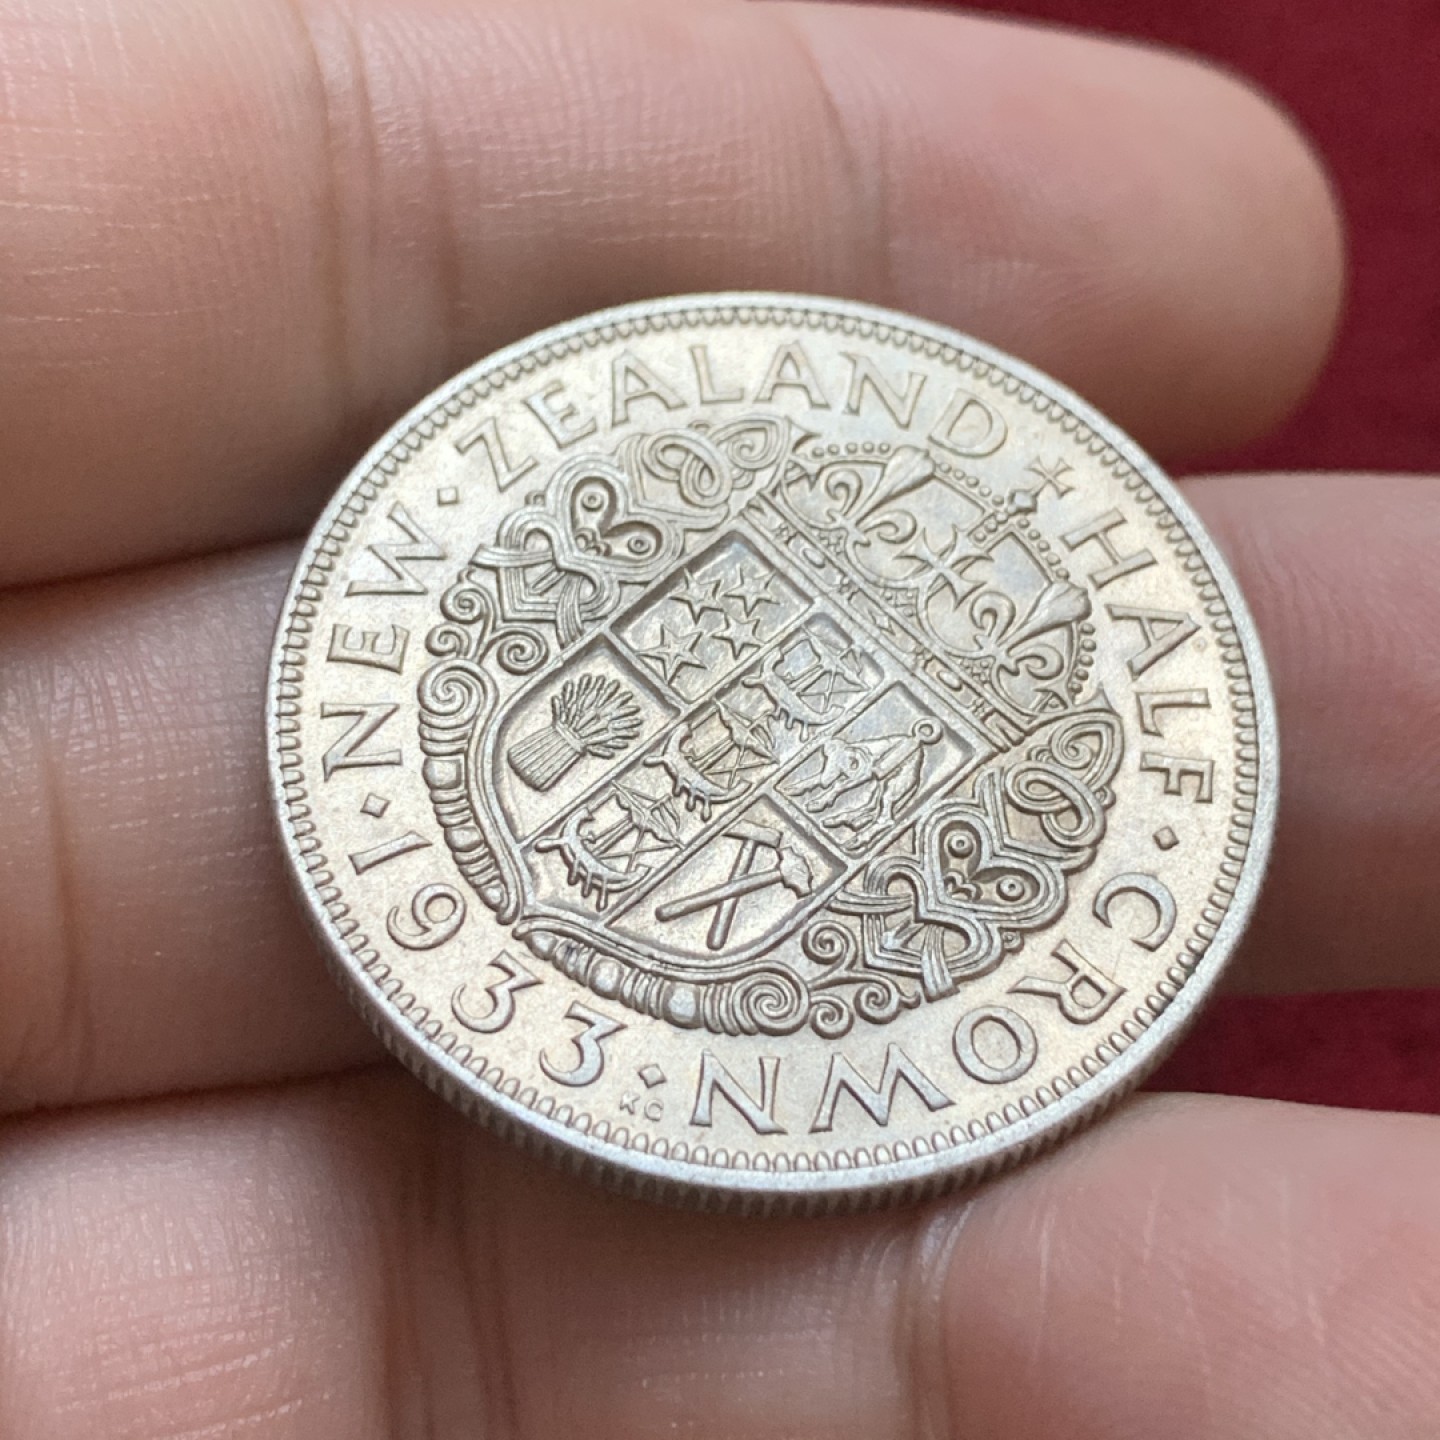 1933 · NEW · ZEALAND
HALF · CROWN
KG